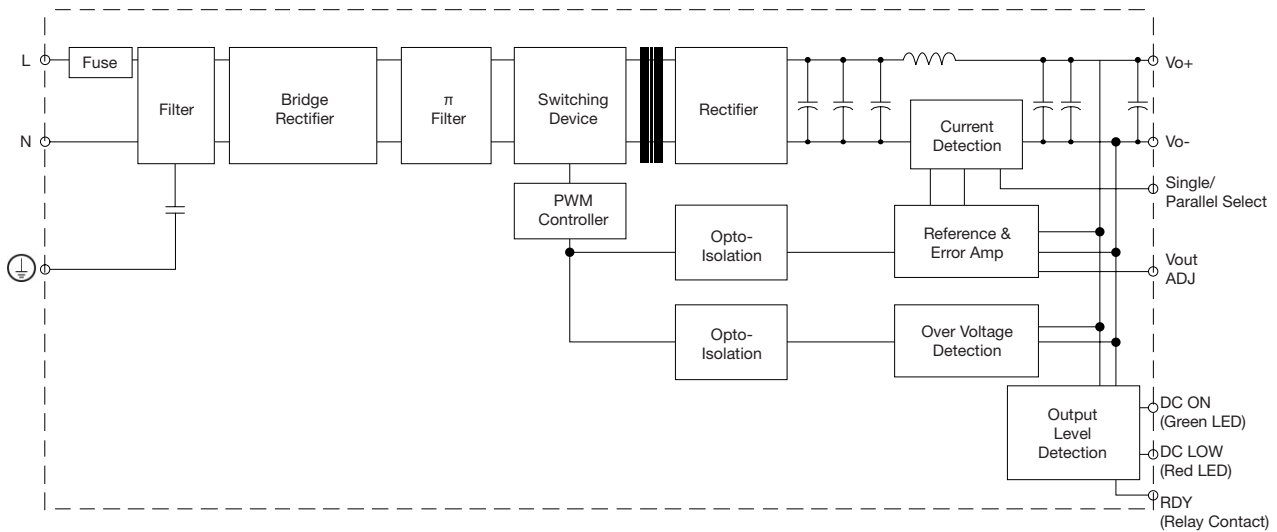 L
Fuse
Filter
Bridge
Rectifier
π
Filter
Switching
Device
Rectifier
Vo+
N
Current
Detection
Vo-
Single/
Parallel Select
PWM
Controller
Opto-
Isolation
Reference &
Error Amp
Vout
ADJ
Opto-
Isolation
Over Voltage
Detection
Output
Level
Detection
DC ON
(Green LED)
DC LOW
(Red LED)
RDY
(Relay Contact)